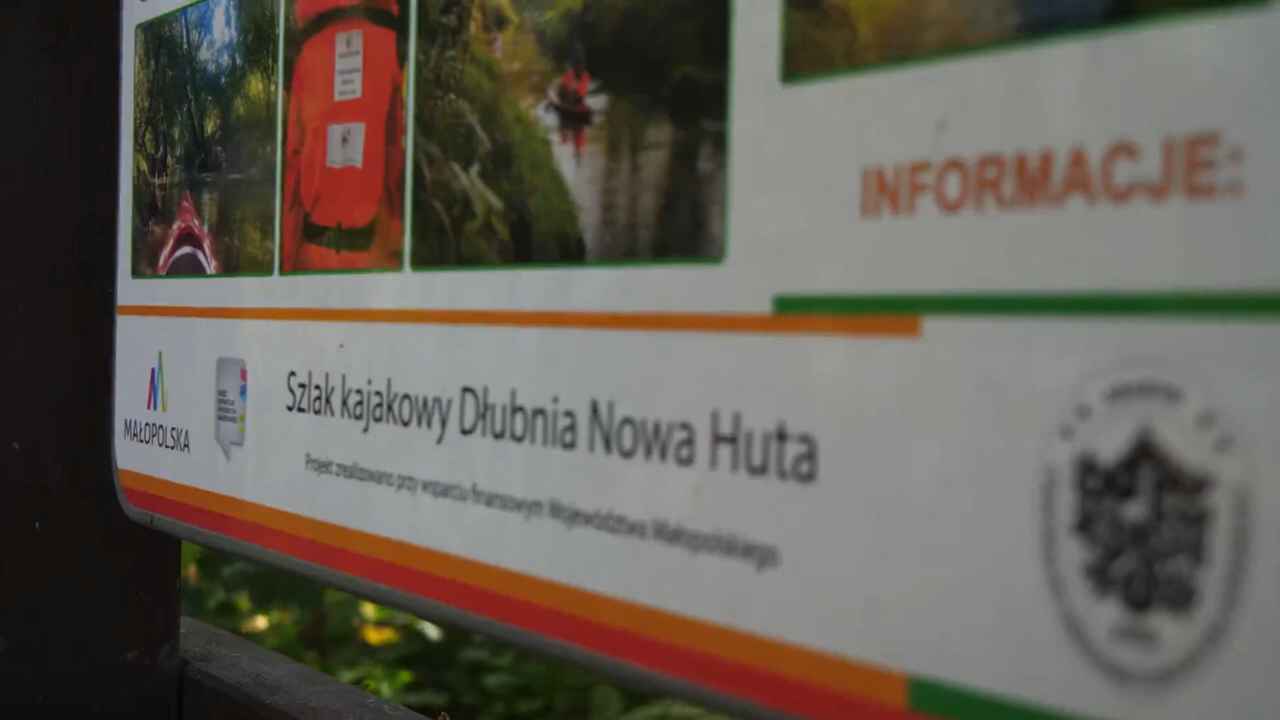 INFORMACJE:
MAŁOPOLSKA
Szlak kajakowy Dłubnia Nowa Huta
Projekt zrealizowano przy wsparciu finansowym Województwa Małopolskiego